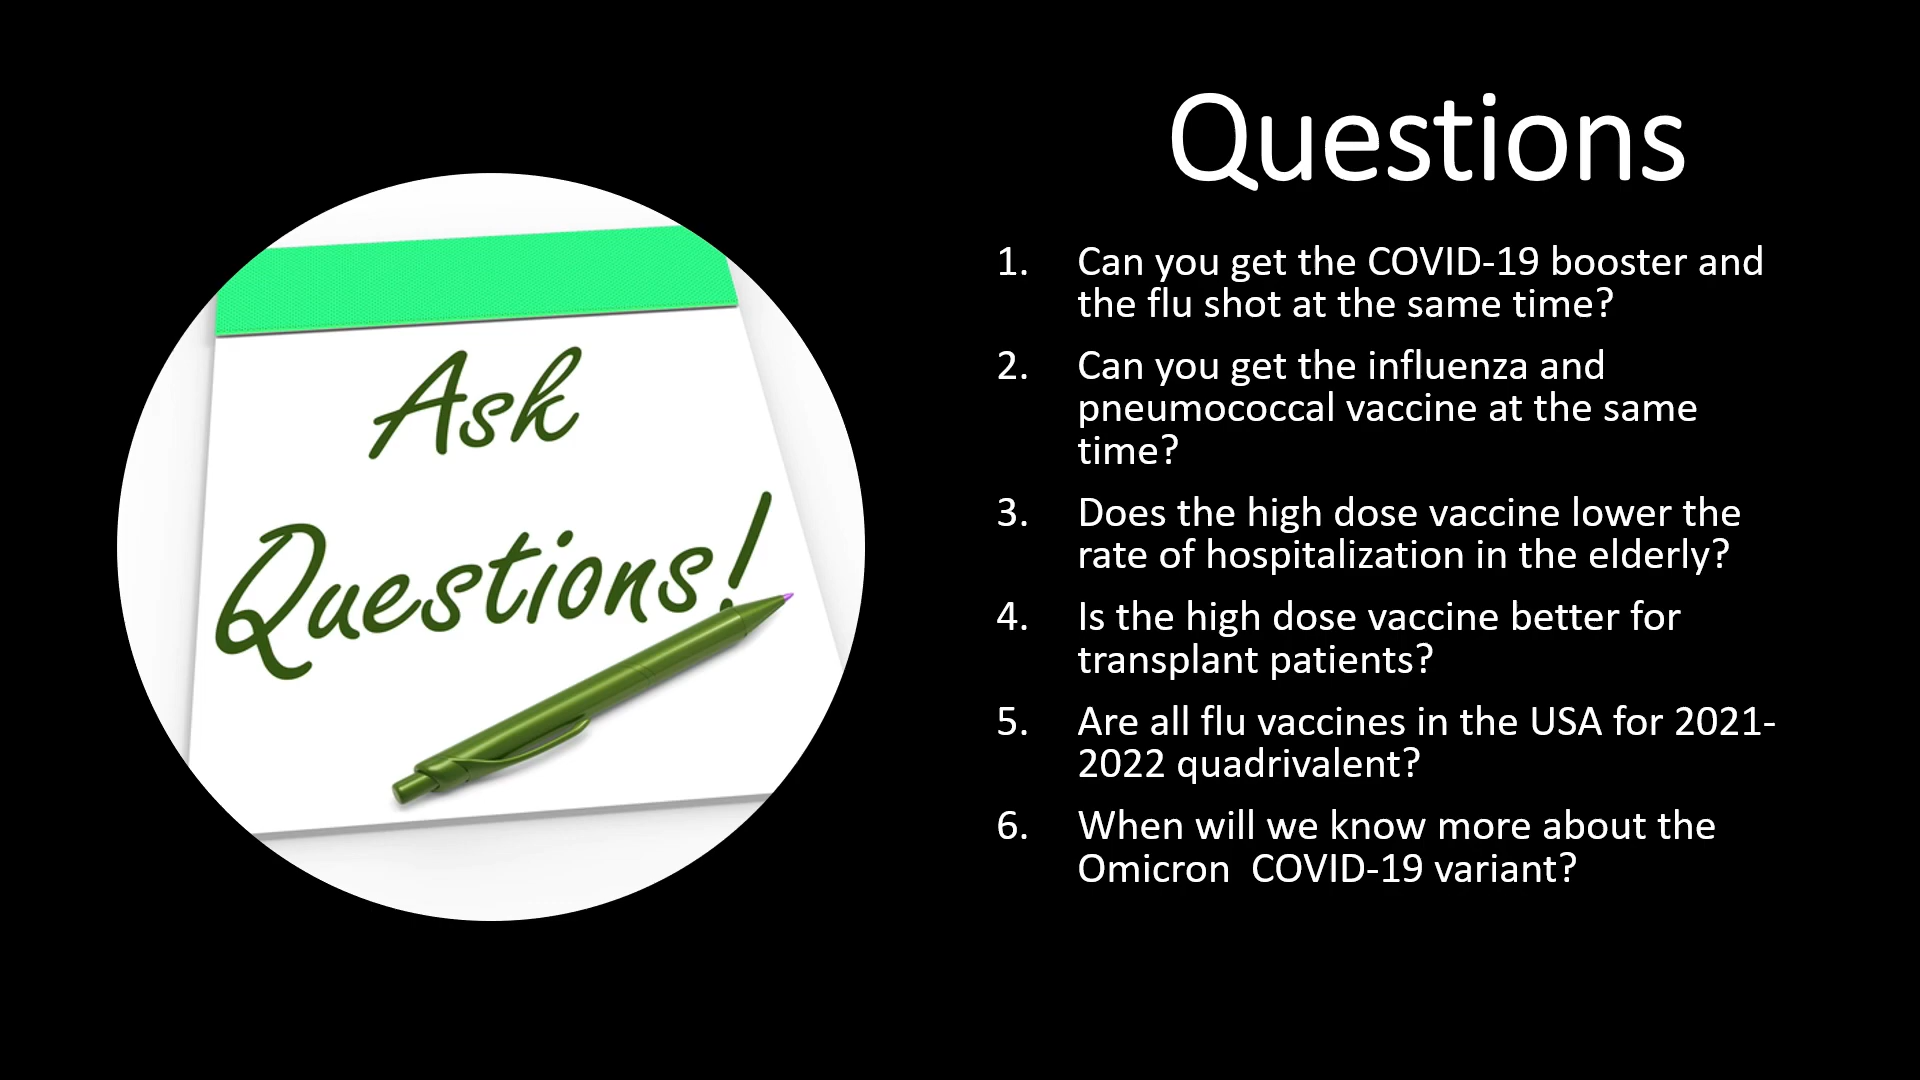 Ask
Questions!
Questions
1. Can you get the COVID-19 booster and
the flu shot at the same time?
2. Can you get the influenza and
pneumococcal vaccine at the same
time?
3. Does the high dose vaccine lower the
rate of hospitalization in the elderly?
4. Is the high dose vaccine better for
transplant patients?
5. Are all flu vaccines in the USA for 2021-
2022 quadrivalent?
6. When will we know more about the
Omicron  COVID-19 variant?